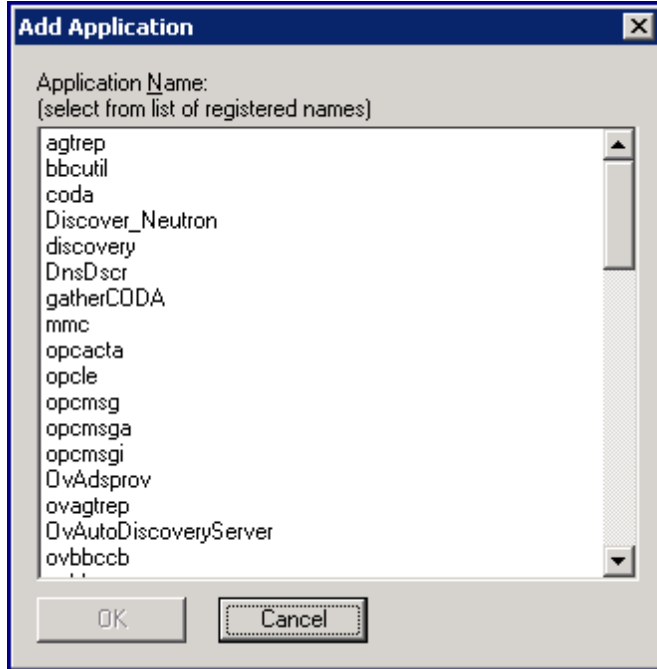 Add Application
Application Name:
(select from list of registered names)
agtrep
bbcutil
coda
Discover_Neutron
discovery
DnsDscr
gatherCODA
mmc
opcacta
opcle
opcmsg
opcmsga
opcmsgi
OvAdsprov
ovagtrep
OvAutoDiscoveryServer
ovbbccb
OK
Cancel